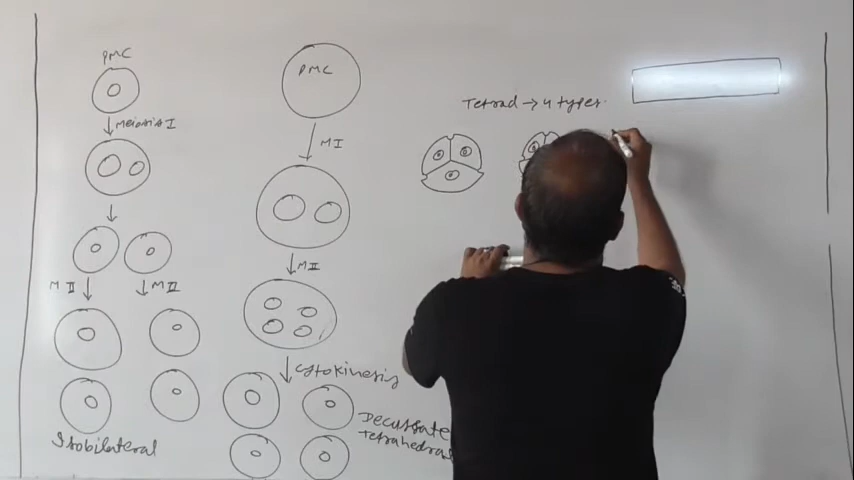 PMC
Meiosis I
M II
M II
Isobilateral
PMC
M I
M II
Cytokinesis
Decussate
Tetrahedral
Tetrad → 4 types.